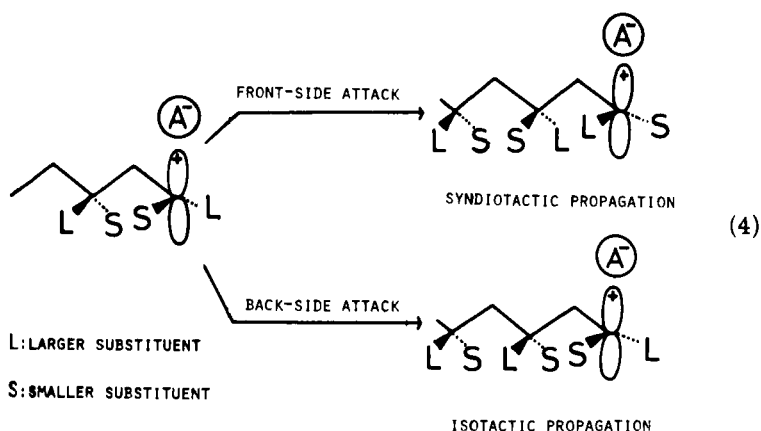 A⁻
FRONT-SIDE ATTACK
+
L S S L L S
SYNDIOTACTIC PROPAGATION
A⁻
+
L S S L
(4)
A⁻
BACK-SIDE ATTACK
+
L S L S S L
ISOTACTIC PROPAGATION
L:LARGER SUBSTITUENT
S:SMALLER SUBSTITUENT